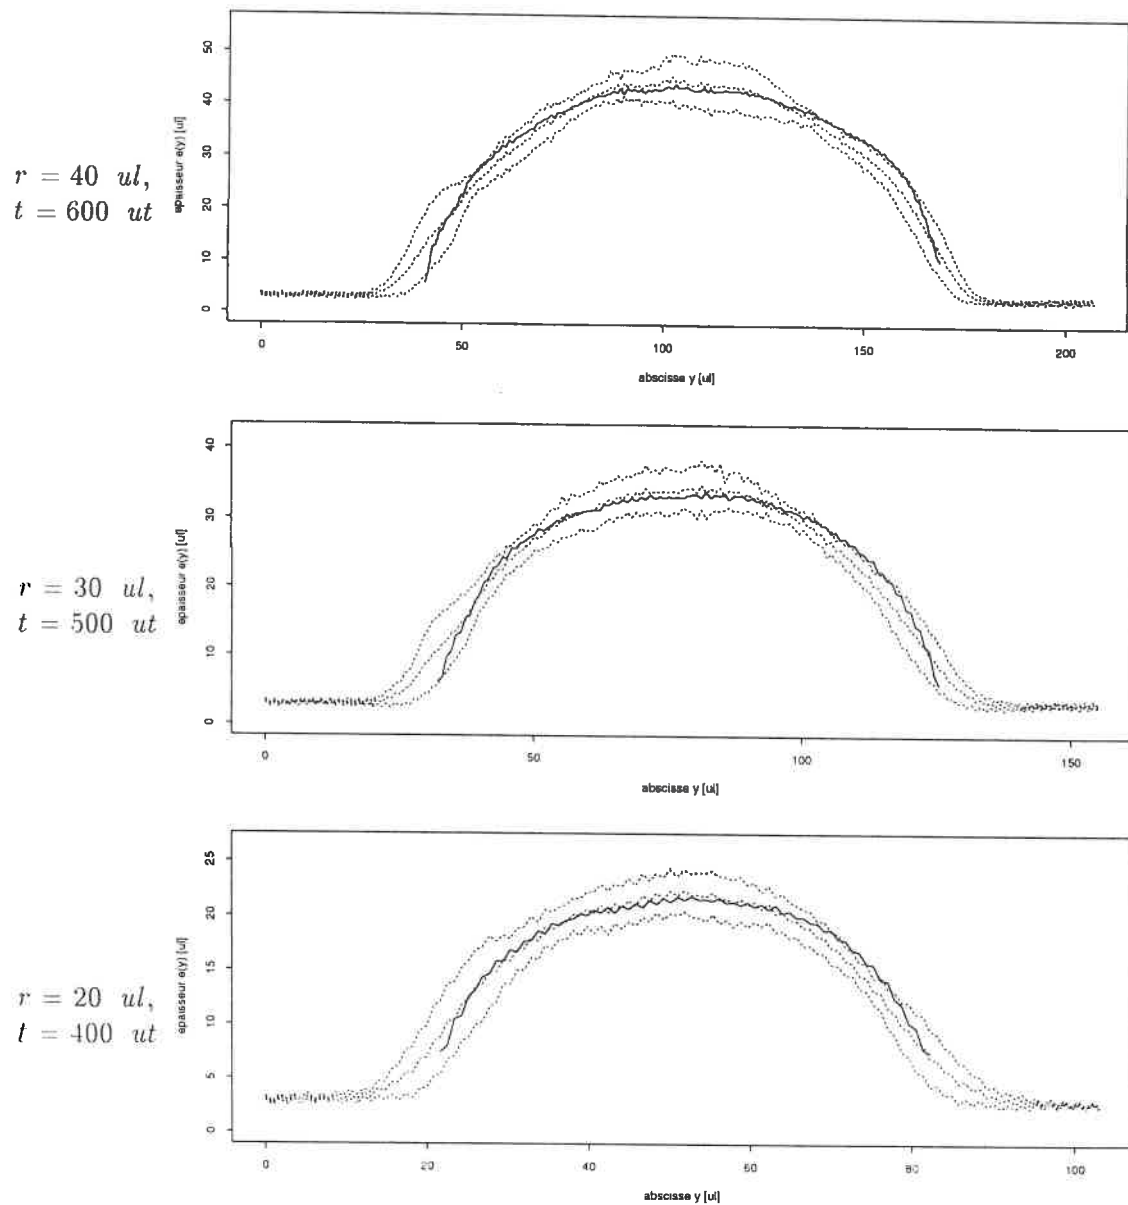 r = 40 ul,
t = 600 ut
epaisseur e(y) [ul]
50
40
30
20
10
0
0 50 100 150 200
abscisse y [ul]
r = 30 ul,
t = 500 ut
epaisseur e(y) [ul]
40
30
20
10
0
0 50 100 150
abscisse y [ul]
r = 20 ul,
t = 400 ut
epaisseur e(y) [ul]
25
20
15
10
5
0
0 20 40 60 80 100
abscisse y [ul]